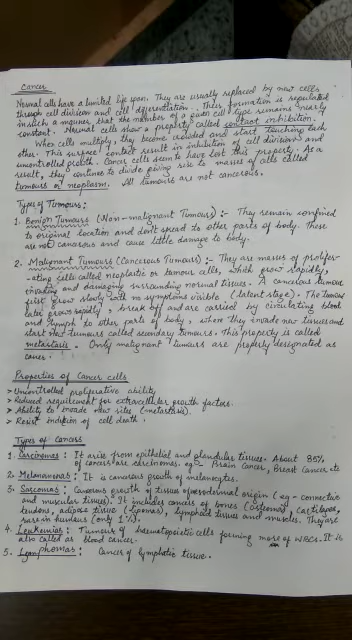 Cancer
Normal cells have a limited life span. They are usually replaced by new cells
through cell division and cell differentiation. Their formation is regulated
in such a manner that the number of a given cell type remains nearly
constant. Normal cells show a property called contact inhibition.
When cells multiply, they become crowded and start touching each
other. This surface contact result in inhibition of cell division and
uncontrolled growth. Cancer cells seem to have lost this property. As a
result, they continue to divide giving rise to masses of cells called
tumours or neoplasm. All tumours are not cancerous.
Types of Tumours:
1. Benign Tumours (Non-malignant Tumours) :- They remain confined
to original location and don't spread to other parts of body. These
are not canarous and cause little damage to body.
2. Malignant Tumours (Cancerous Tumours) :- They are masses of prolifer-
ating cells called neoplastic or tumour cells, which grow rapidly,
invading and damaging surrounding normal tissues. A cancerous tumour
first grow slowly with no symptoms visible (latent stage). The tumour
later grows rapidly, break off and are carried by circulating blood
and lymph to other parts of body, where they invade new tissues and
start new tumours called secondary tumours. This property is called
metastasis. Only malignant tumours are properly designated as
cancer.
Properties of Cancer cells
> Uncontrolled proliferative ability
> Reduced requirement for extracellular growth factors.
> Ability to invade new sites (metastasis).
> Resist induction of cell death.
Types of Cancers
1. Carcinomas: It arise from epithelial and glandular tissues. About 85%
of cancers are carcinomas. eg- Brain Cancer, Breast Cancer etc
2. Melanomas: It is cancerous growth of melanocytes.
3. Sarcomas: Cancerous growth of tissues of mesodermal origin (eg - connective
and muscular tissues). It includes cancers of bones (osteomas), cartilages,
tendons, adipose tissue (lipomas), lymphoid tissues and muscles. They are
rare in humans (only 1%).
4. Leukemias: Tumours of haematopoietic cells forming more of WBCs. It is
also called as blood cancer.
5. Lymphomas: Cancer of lymphatic tissue.